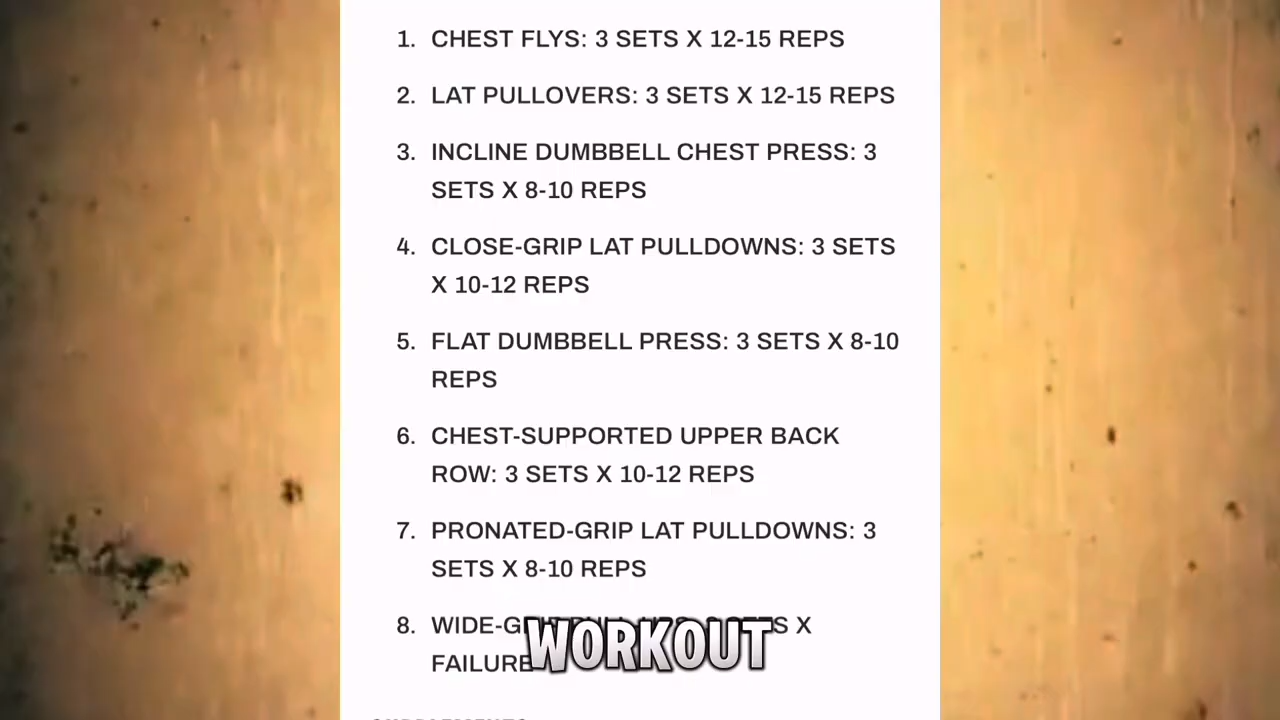 1. CHEST FLYS: 3 SETS X 12-15 REPS
2. LAT PULLOVERS: 3 SETS X 12-15 REPS
3. INCLINE DUMBBELL CHEST PRESS: 3
SETS X 8-10 REPS
4. CLOSE-GRIP LAT PULLDOWNS: 3 SETS
X 10-12 REPS
5. FLAT DUMBBELL PRESS: 3 SETS X 8-10
REPS
6. CHEST-SUPPORTED UPPER BACK
ROW: 3 SETS X 10-12 REPS
7. PRONATED-GRIP LAT PULLDOWNS: 3
SETS X 8-10 REPS
8. X
FAILURE
WORKOUT